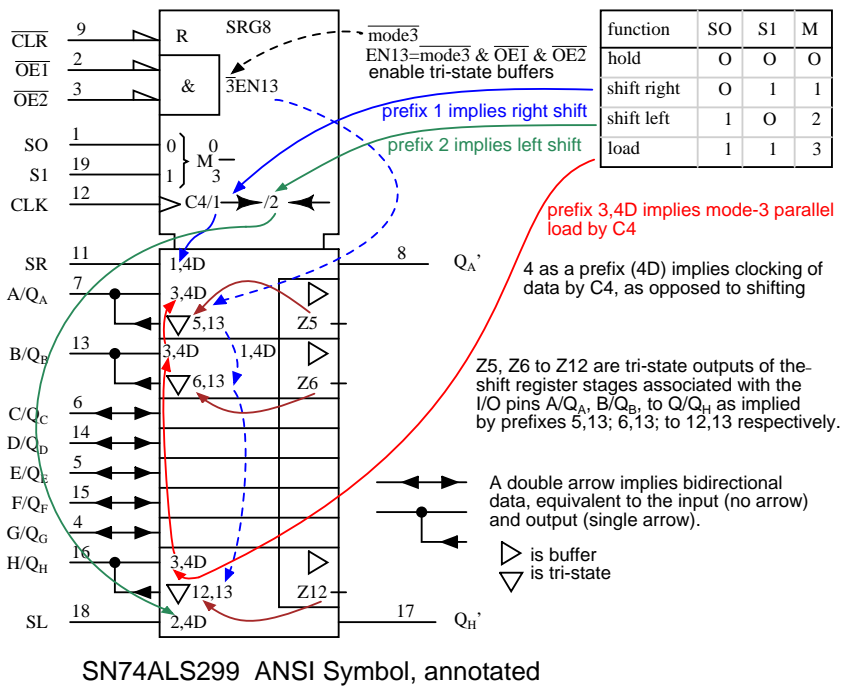 CLR
OE1
OE2
SO
S1
CLK
9
2
3
1
19
12
R
SRG8
&
3EN13
0
1
M
0
3
C4/1
/2
mode3
EN13=mode3 & OE1 & OE2
enable tri-state buffers
prefix 1 implies right shift
prefix 2 implies left shift
function SO S1 M
hold O O O
shift right O 1 1
shift left 1 O 2
load 1 1 3
prefix 3,4D implies mode-3 parallel
load by C4
4 as a prefix (4D) implies clocking of
data by C4, as opposed to shifting
SR 11 1,4D 8 QA'
A/QA 7 3,4D
5,13 Z5
B/QB 13 3,4D 1,4D
6,13 Z6
C/QC 6
D/QD 14
E/QE 5
F/QF 15
G/QG 4
H/QH 16 3,4D
12,13 Z12
SL 18 2,4D 17 QH'
Z5, Z6 to Z12 are tri-state outputs of the
shift register stages associated with the
I/O pins A/QA, B/QB, to Q/QH as implied
by prefixes 5,13; 6,13; to 12,13 respectively.
A double arrow implies bidirectional
data, equivalent to the input (no arrow)
and output (single arrow).
is buffer
is tri-state
SN74ALS299 ANSI Symbol, annotated